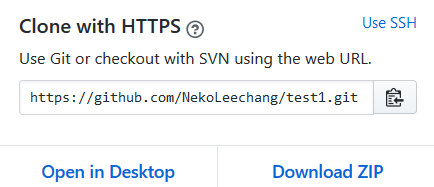 Clone with HTTPS ? Use SSH
Use Git or checkout with SVN using the web URL.
https://github.com/NekoLeechang/test1.git
Open in Desktop Download ZIP